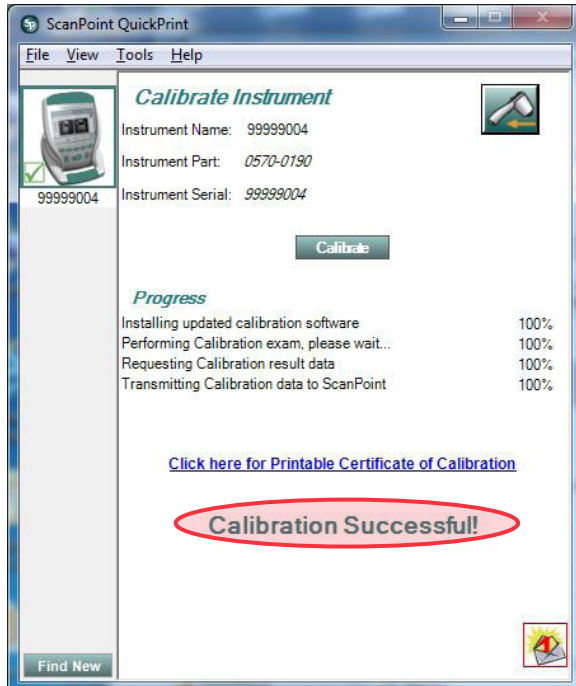 ScanPoint QuickPrint
File View Tools Help
Calibrate Instrument
Instrument Name: 99999004
Instrument Part: 0570-0190
Instrument Serial: 99999004
99999004
Calibrate
Progress
Installing updated calibration software 100%
Performing Calibration exam, please wait... 100%
Requesting Calibration result data 100%
Transmitting Calibration data to ScanPoint 100%
Click here for Printable Certificate of Calibration
Calibration Successful!
Find New